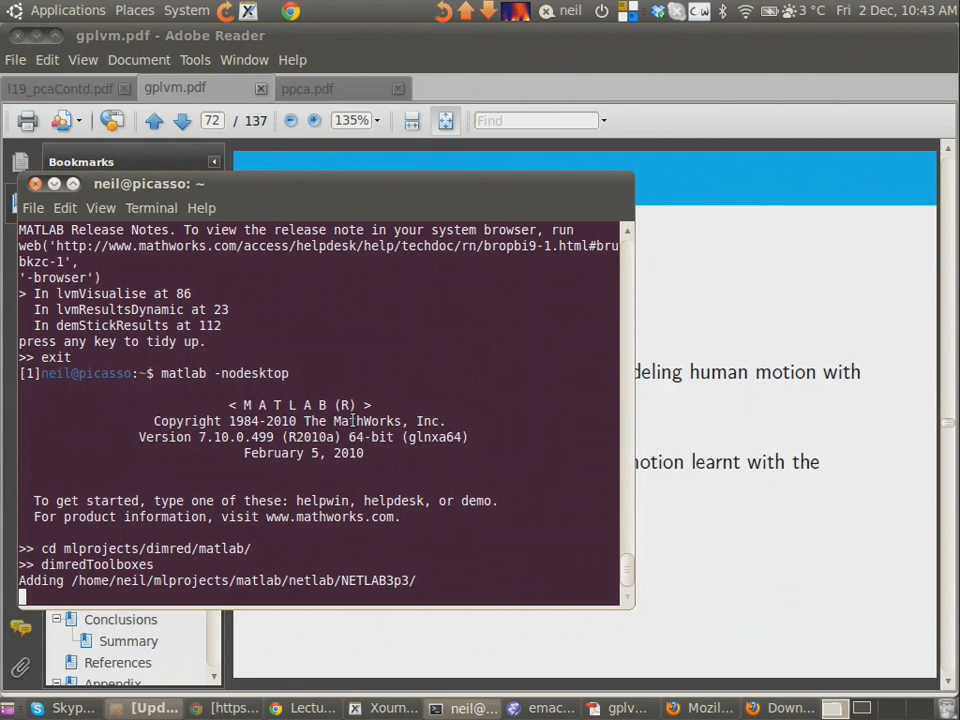 Applications Places System neil 3 °C Fri 2 Dec, 10:43 AM
gplvm.pdf - Adobe Reader
File Edit View Document Tools Window Help
l19_pcaContd.pdf gplvm.pdf ppca.pdf
72 / 137 135% Find
Bookmarks
neil@picasso: ~
File Edit View Terminal Help
MATLAB Release Notes. To view the release note in your system browser, run
web('http://www.mathworks.com/access/helpdesk/help/techdoc/rn/bropbi9-1.html#bru
bkzc-1',
'-browser')
> In lvmVisualise at 86
In lvmResultsDynamic at 23
In demStickResults at 112
press any key to tidy up.
>> exit
[1]neil@picasso:~$ matlab -nodesktop
< M A T L A B (R) >
Copyright 1984-2010 The MathWorks, Inc.
Version 7.10.0.499 (R2010a) 64-bit (glnxa64)
February 5, 2010
To get started, type one of these: helpwin, helpdesk, or demo.
For product information, visit www.mathworks.com.
>> cd mlprojects/dimred/matlab/
>> dimredToolboxes
Adding /home/neil/mlprojects/matlab/netlab/NETLAB3p3/
deling human motion with
otion learnt with the
Conclusions
Summary
References
Appendix
Skyp... [Upd... [https... Lectu... Xourn... neil@... emac... gplv... Mozil... Down...